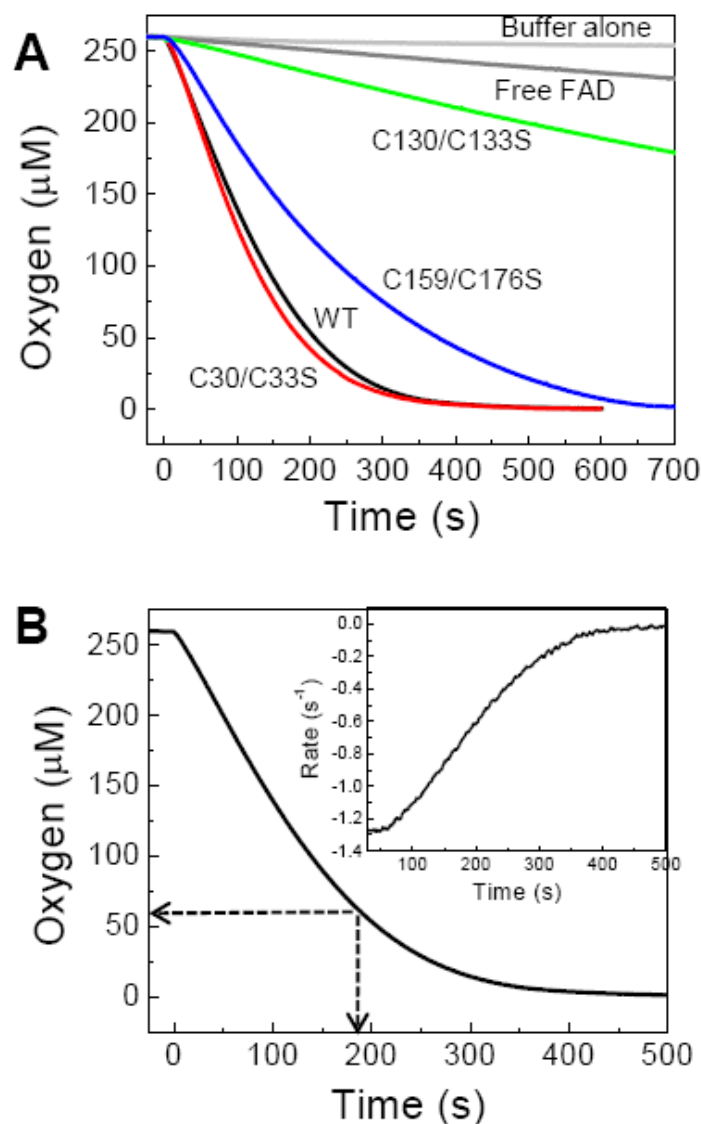 A
Oxygen (μM)
250
200
150
100
50
0
Buffer alone
Free FAD
C130/C133S
C159/C176S
WT
C30/C33S
0 100 200 300 400 500 600 700
Time (s)
B
Oxygen (μM)
250
200
150
100
50
0
Rate (s-1)
0.0
-0.2
-0.4
-0.6
-0.8
-1.0
-1.2
-1.4
100 200 300 400 500
Time (s)
0 100 200 300 400 500
Time (s)